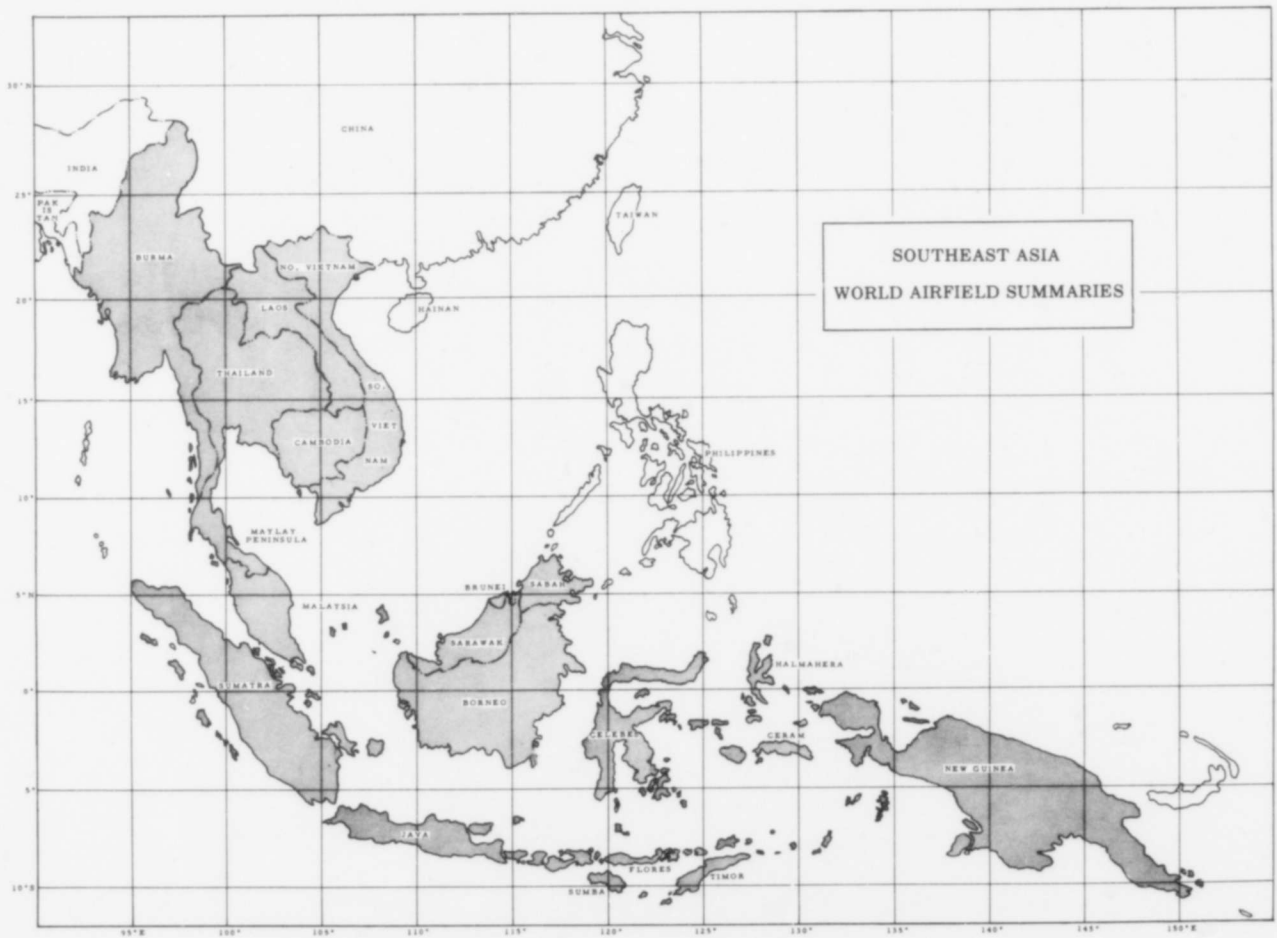 30°N
CHINA
INDIA
25°
PAK
IS
TAN
TAIWAN
SOUTHEAST ASIA
WORLD AIRFIELD SUMMARIES
BURMA
NO. VIETNAM
20°
LAOS
HAINAN
THAILAND
SO.
15°
VIET
CAMBODIA
NAM
PHILIPPINES
10°
MAYLAY
PENINSULA
BRUNEI
SABAH
5°N
MALAYSIA
SARAWAK
HALMAHERA
SUMATRA
0°
BORNEO
CELEBES
CERAM
NEW GUINEA
5°
JAVA
FLORES
TIMOR
SUMBA
10°S
95°E
100°
105°
110°
115°
120°
125°
130°
135°
140°
145°
150°E